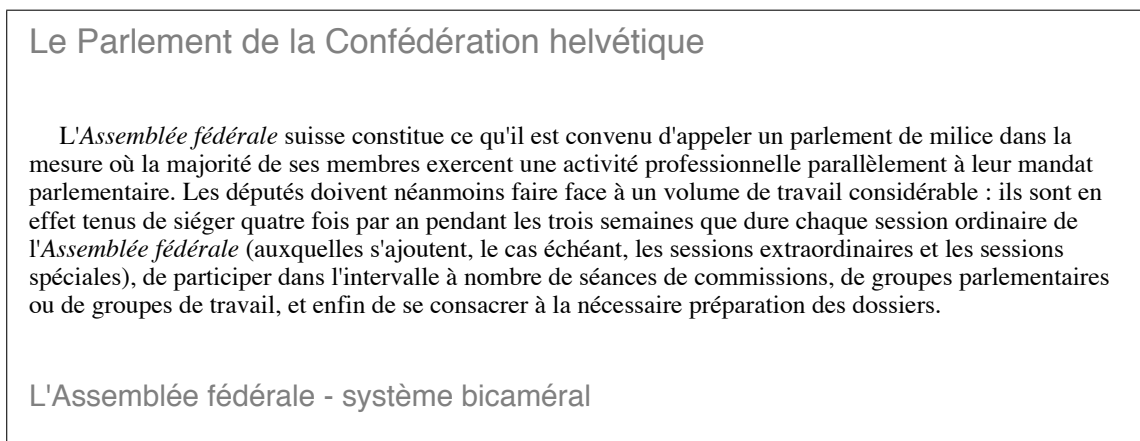 Le Parlement de la Confédération helvétique
L'Assemblée fédérale suisse constitue ce qu'il est convenu d'appeler un parlement de milice dans la
mesure où la majorité de ses membres exercent une activité professionnelle parallèlement à leur mandat
parlementaire. Les députés doivent néanmoins faire face à un volume de travail considérable : ils sont en
effet tenus de siéger quatre fois par an pendant les trois semaines que dure chaque session ordinaire de
l'Assemblée fédérale (auxquelles s'ajoutent, le cas échéant, les sessions extraordinaires et les sessions
spéciales), de participer dans l'intervalle à nombre de séances de commissions, de groupes parlementaires
ou de groupes de travail, et enfin de se consacrer à la nécessaire préparation des dossiers.
L'Assemblée fédérale - système bicaméral